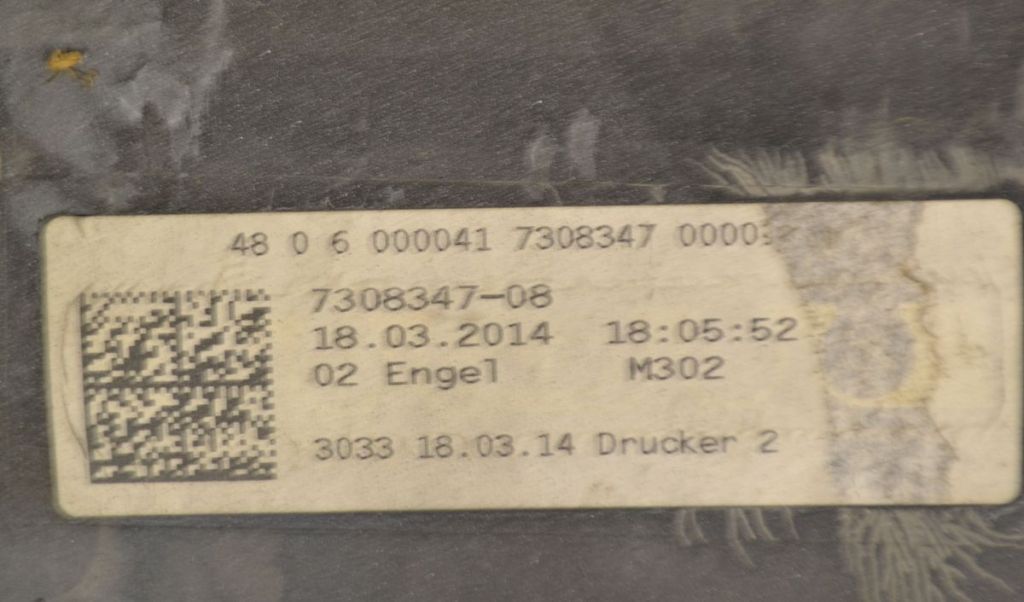 48 0 6 000041 7308347
7308347-08
18.03.2014 18:05:52
02 Engel M302
3033 18.03.14 Drucker 2